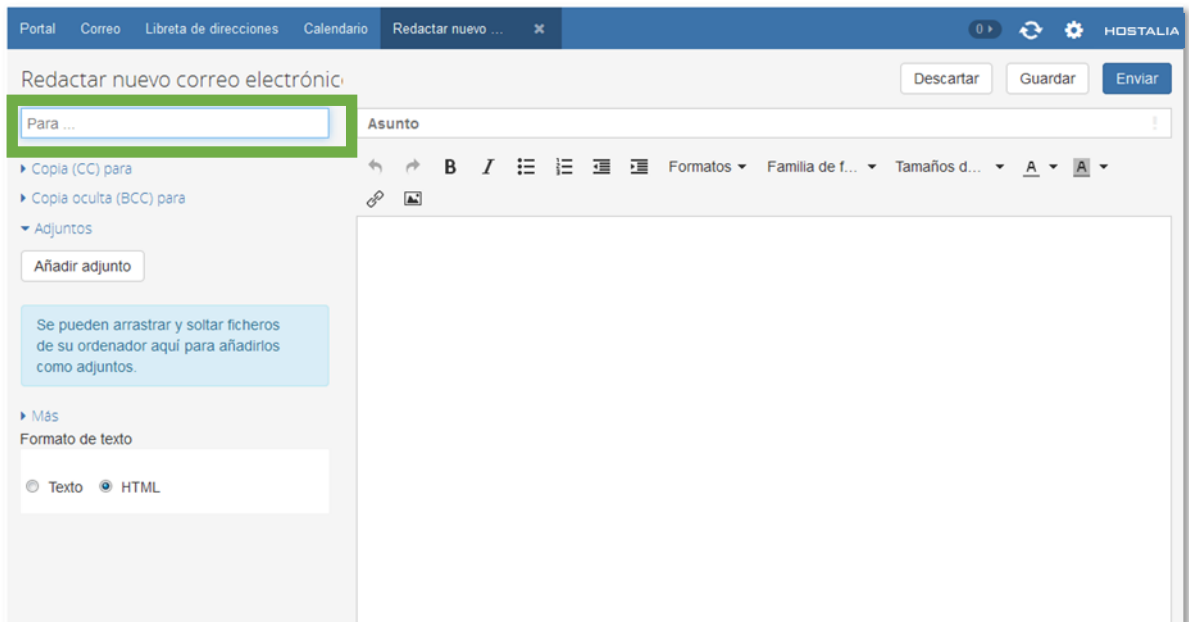 Portal Correo Libreta de direcciones Calendario Redactar nuevo ... × 0 HOSTALIA
Redactar nuevo correo electrónic
Descartar Guardar Enviar
Para ...
Asunto !
Copia (CC) para
B I Formatos Familia de f... Tamaños d... A A
Copia oculta (BCC) para
Adjuntos
Añadir adjunto
Se pueden arrastrar y soltar ficheros
de su ordenador aquí para añadirlos
como adjuntos.
Más
Formato de texto
Texto HTML